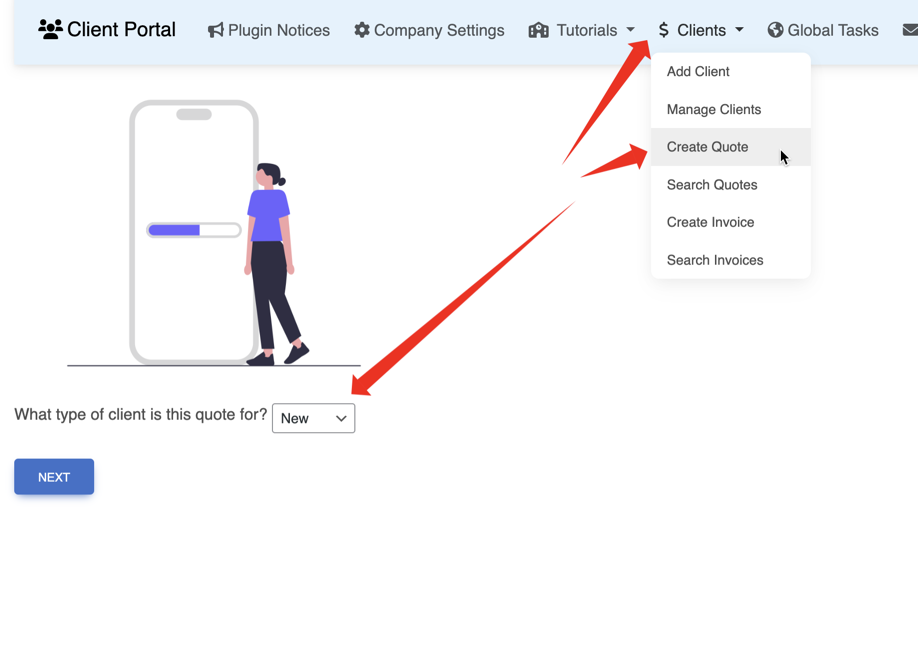 Client Portal Plugin Notices Company Settings Tutorials $ Clients Global Tasks
Add Client
Manage Clients
Create Quote
Search Quotes
Create Invoice
Search Invoices
What type of client is this quote for? New
NEXT